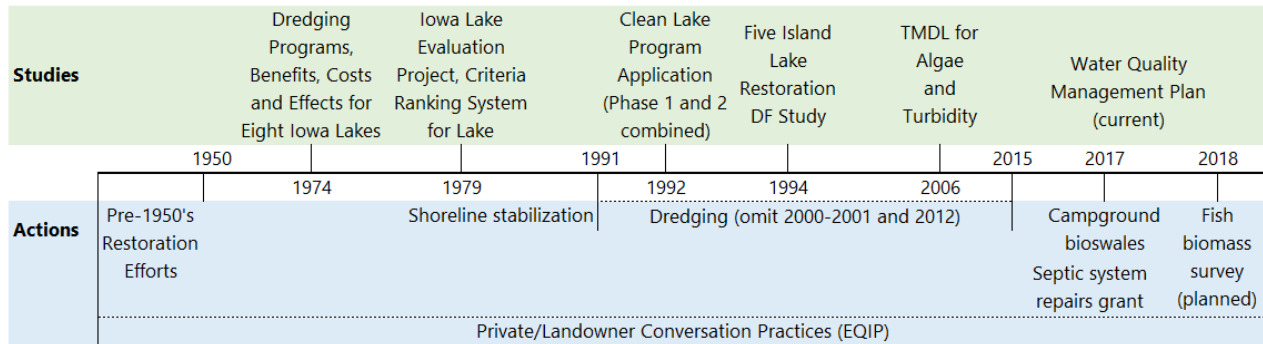 Studies
Dredging
Programs,
Benefits, Costs
and Effects for
Eight Iowa Lakes
Iowa Lake
Evaluation
Project, Criteria
Ranking System
for Lake
Clean Lake
Program
Application
(Phase 1 and 2
combined)
Five Island
Lake
Restoration
DF Study
TMDL for
Algae
and
Turbidity
Water Quality
Management Plan
(current)
1950
1991
2015
2017
2018
1974
1979
1992
1994
2006
Actions
Pre-1950's
Restoration
Efforts
Shoreline stabilization
Dredging (omit 2000-2001 and 2012)
Campground
bioswales
Septic system
repairs grant
Fish
biomass
survey
(planned)
Private/Landowner Conversation Practices (EQIP)